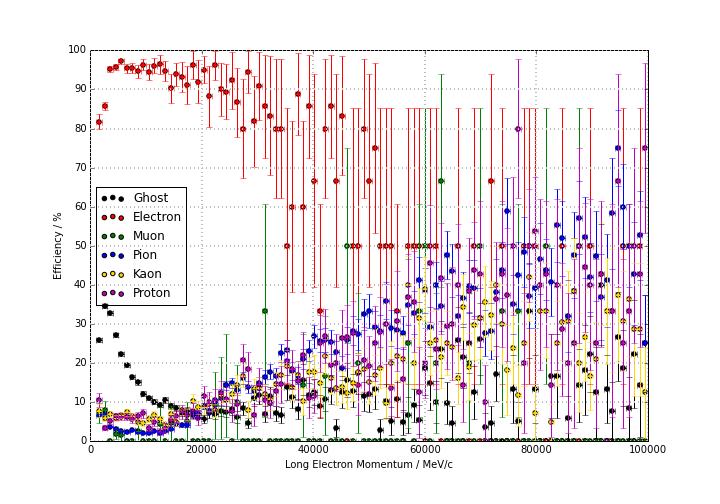 100
90
80
70
60
50
40
30
20
10
0
Efficiency / %
Ghost
Electron
Muon
Pion
Kaon
Proton
0 20000 40000 60000 80000 100000
Long Electron Momentum / MeV/c